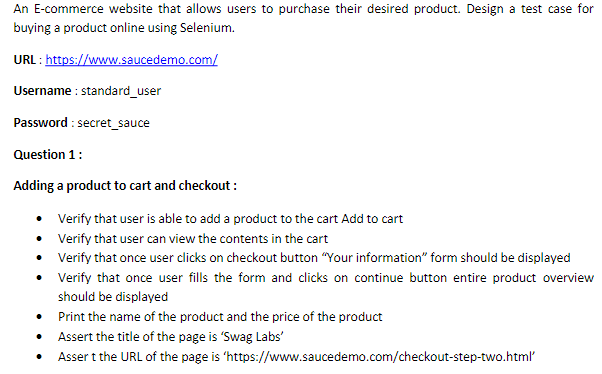 An E-commerce website that allows users to purchase their desired product. Design a test case for
buying a product online using Selenium.
URL : https://www.saucedemo.com/
Username : standard_user
Password : secret_sauce
Question 1 :
Adding a product to cart and checkout :
• Verify that user is able to add a product to the cart Add to cart
• Verify that user can view the contents in the cart
• Verify that once user clicks on checkout button “Your information” form should be displayed
• Verify that once user fills the form and clicks on continue button entire product overview
should be displayed
• Print the name of the product and the price of the product
• Assert the title of the page is ‘Swag Labs’
• Asser t the URL of the page is ‘https://www.saucedemo.com/checkout-step-two.html’